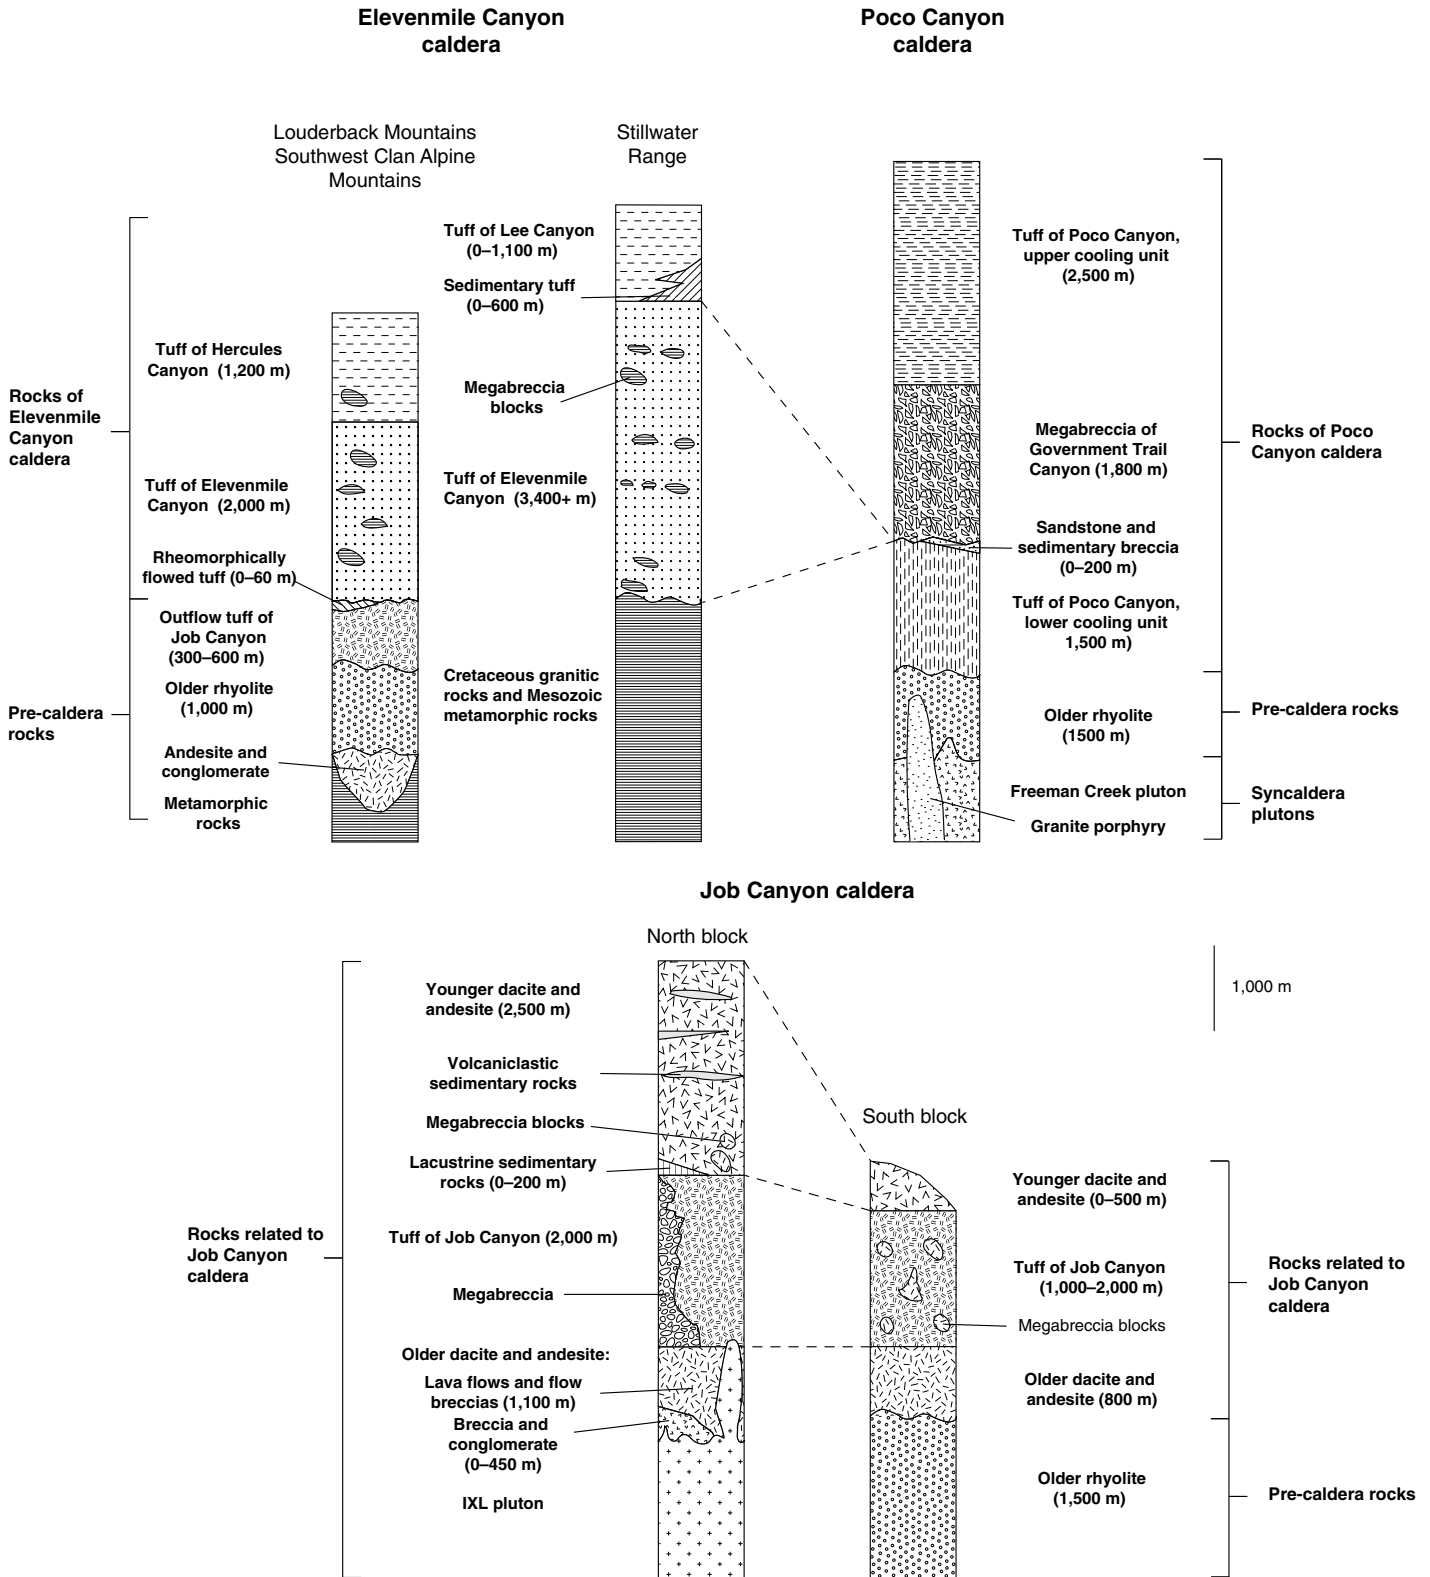 Elevenmile Canyon
caldera
Poco Canyon
caldera
Louderback Mountains
Southwest Clan Alpine
Mountains
Stillwater
Range
Rocks of
Elevenmile
Canyon
caldera
Pre-caldera
rocks
Tuff of Hercules
Canyon (1,200 m)
Tuff of Elevenmile
Canyon (2,000 m)
Rheomorphically
flowed tuff (0–60 m)
Outflow tuff of
Job Canyon
(300–600 m)
Older rhyolite
(1,000 m)
Andesite and
conglomerate
Metamorphic
rocks
Tuff of Lee Canyon
(0–1,100 m)
Sedimentary tuff
(0–600 m)
Megabreccia
blocks
Tuff of Elevenmile
Canyon (3,400+ m)
Cretaceous granitic
rocks and Mesozoic
metamorphic rocks
Tuff of Poco Canyon,
upper cooling unit
(2,500 m)
Megabreccia of
Government Trail
Canyon (1,800 m)
Sandstone and
sedimentary breccia
(0–200 m)
Tuff of Poco Canyon,
lower cooling unit
1,500 m)
Older rhyolite
(1500 m)
Freeman Creek pluton
Granite porphyry
Rocks of Poco
Canyon caldera
Pre-caldera rocks
Syncaldera
plutons
Job Canyon caldera
North block
1,000 m
Rocks related to
Job Canyon
caldera
Younger dacite and
andesite (2,500 m)
Volcaniclastic
sedimentary rocks
Megabreccia blocks
Lacustrine sedimentary
rocks (0–200 m)
Tuff of Job Canyon (2,000 m)
Megabreccia
Older dacite and andesite:
Lava flows and flow
breccias (1,100 m)
Breccia and
conglomerate
(0–450 m)
IXL pluton
South block
Younger dacite and
andesite (0–500 m)
Tuff of Job Canyon
(1,000–2,000 m)
Megabreccia blocks
Older dacite and
andesite (800 m)
Older rhyolite
(1,500 m)
Rocks related to
Job Canyon
caldera
Pre-caldera rocks